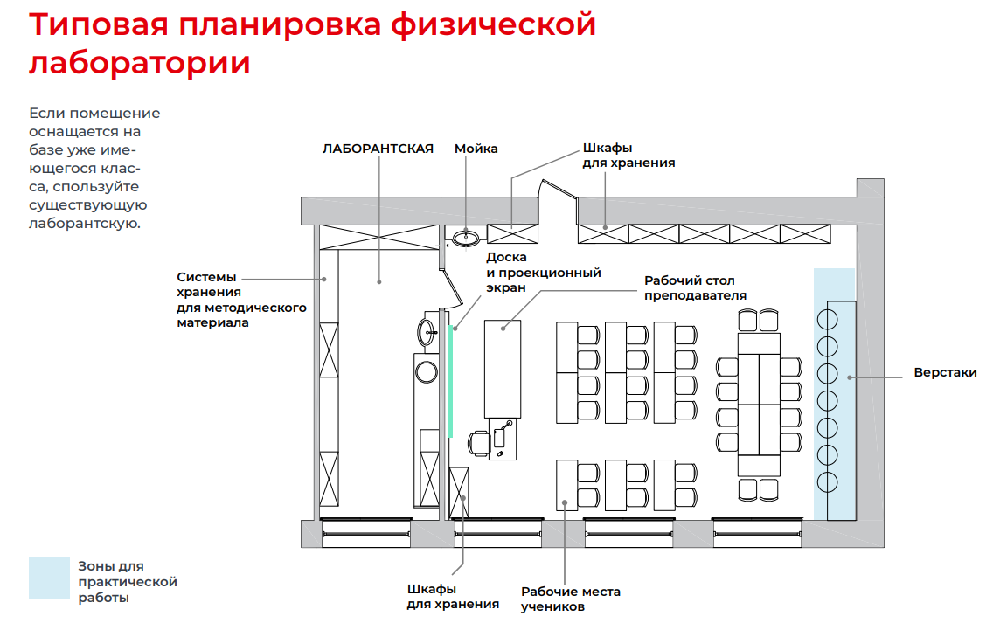 Типовая планировка физической
лаборатории
Если помещение
оснащается на
базе уже име-
ющегося клас-
са, спользуйте
существующую
лаборантскую.
ЛАБОРАНТСКАЯ
Мойка
Шкафы
для хранения
Доска
и проекционный
экран
Системы
хранения
для методического
материала
Рабочий стол
преподавателя
Верстаки
Зоны для
практической
работы
Шкафы
для хранения
Рабочие места
учеников